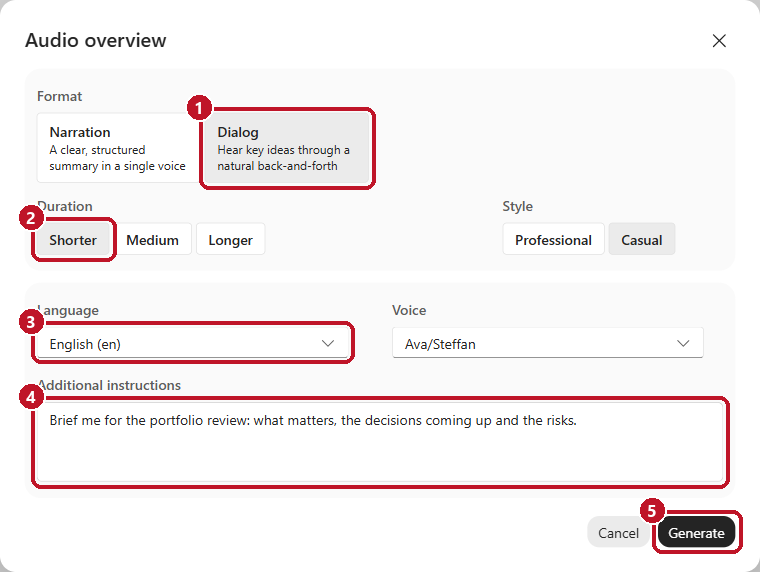 Audio overview
Format
1
Narration
A clear, structured
summary in a single voice
Dialog
Hear key ideas through a
natural back-and-forth
2
Duration
Shorter
Medium
Longer
Style
Professional
Casual
3
Language
English (en)
Voice
Ava/Steffan
4
Additional instructions
Brief me for the portfolio review: what matters, the decisions coming up and the risks.
5
Cancel
Generate